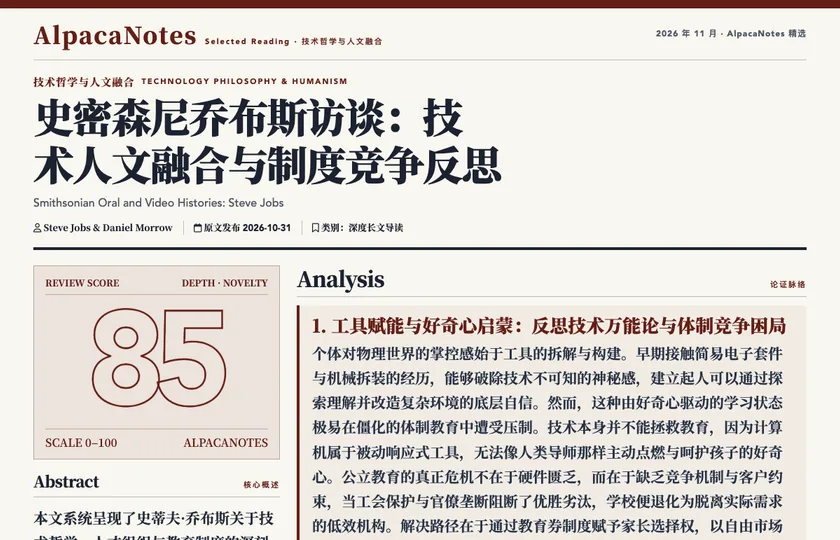 AlpacaNotes Selected Reading · 技术哲学与人文融合
2026 年 11 月 · AlpacaNotes 精选
技术哲学与人文融合 TECHNOLOGY PHILOSOPHY & HUMANISM
史密森尼乔布斯访谈：技
术人文融合与制度竞争反思
Smithsonian Oral and Video Histories: Steve Jobs
Steve Jobs & Daniel Morrow 原文发布 2026-10-31 类别：深度长文导读
REVIEW SCORE DEPTH · NOVELTY
85
SCALE 0–100 ALPACANOTES
Abstract 核心概述
本文系统呈现了史蒂夫·乔布斯关于技
Analysis 论证脉络
1. 工具赋能与好奇心启蒙：反思技术万能论与体制竞争困局
个体对物理世界的掌控感始于工具的拆解与构建。早期接触简易电子套件
与机械拆装的经历，能够破除技术不可知的神秘感，建立起人可以通过探
索理解并改造复杂环境的底层自信。然而，这种由好奇心驱动的学习状态
极易在僵化的体制教育中遭受压制。技术本身并不能拯救教育，因为计算
机属于被动响应式工具，无法像人类导师那样主动点燃与呵护孩子的好奇
心。公立教育的真正危机不在于硬件匮乏，而在于缺乏竞争机制与客户约
束，当工会保护与官僚垄断阻断了优胜劣汰，学校便退化为脱离实际需求
的低效机构。解决路径在于通过教育券制度赋予家长选择权，以自由市场